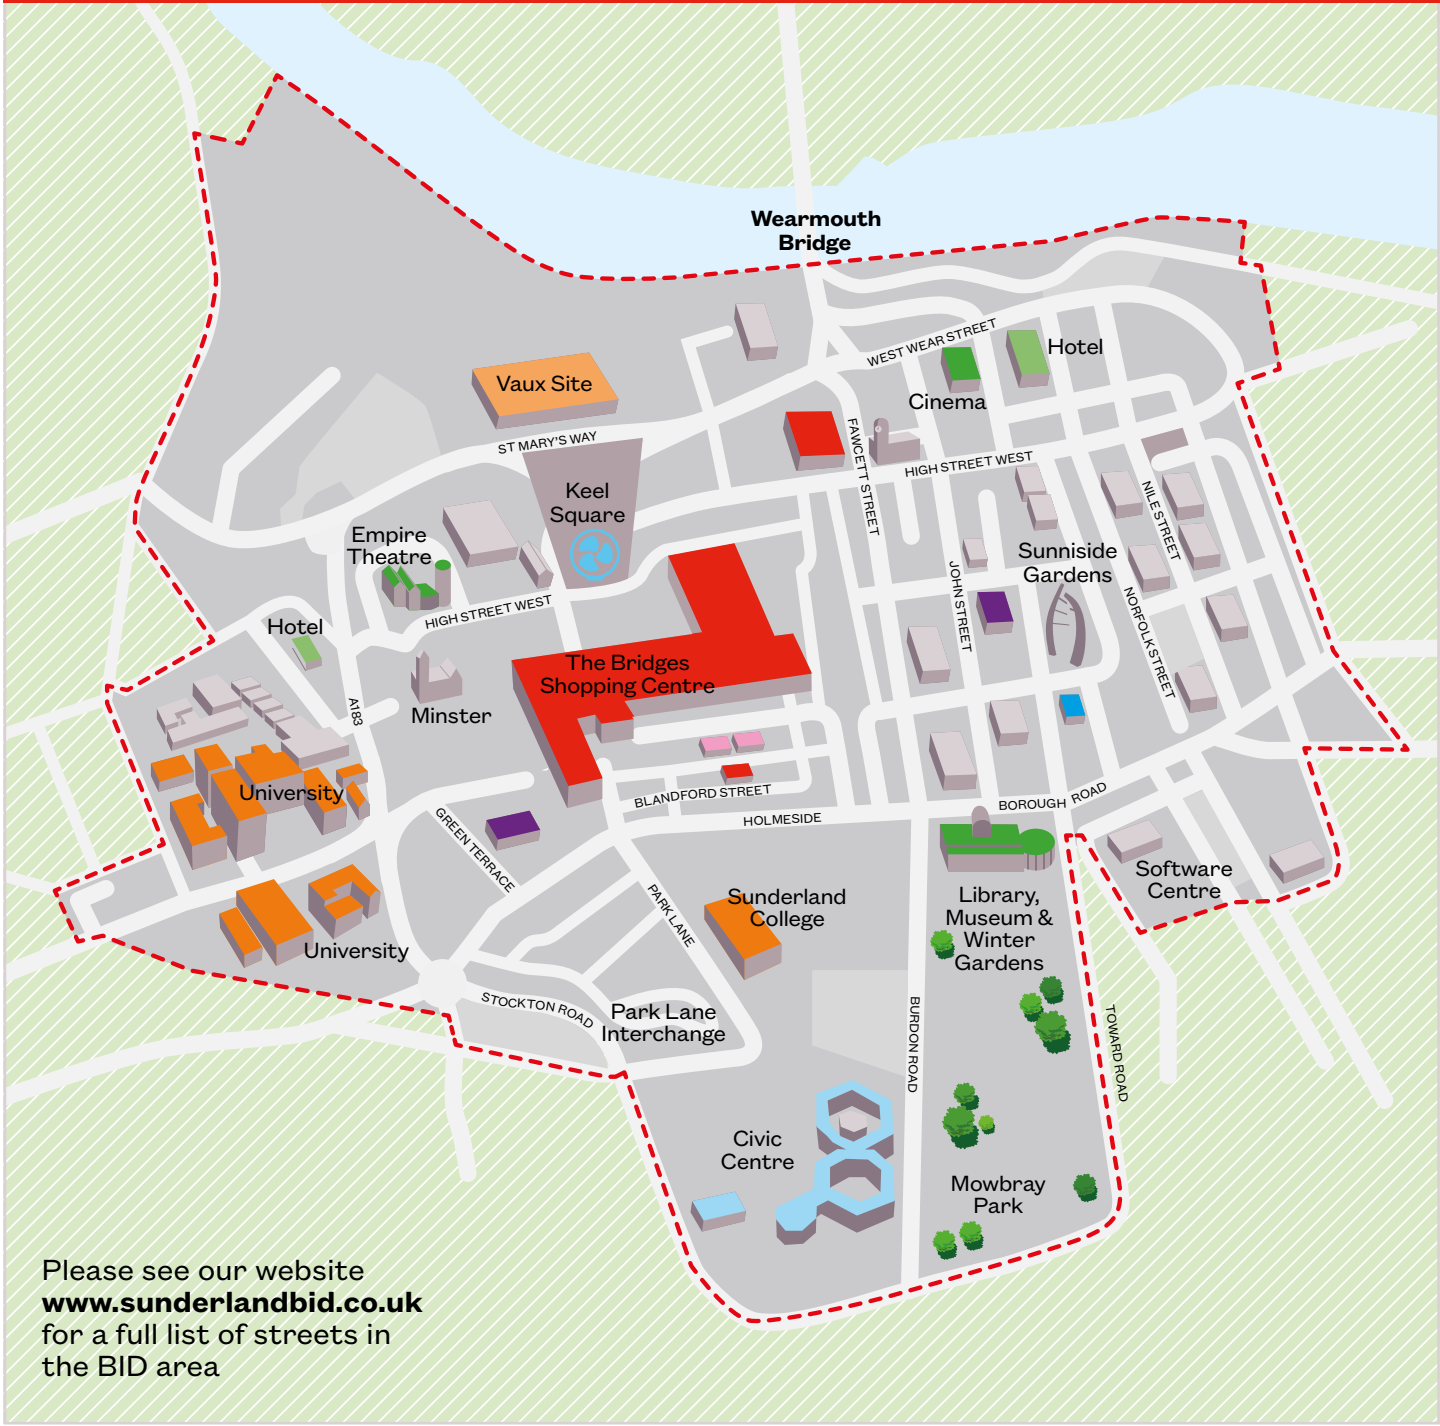 Wearmouth
Bridge
WEST WEAR STREET
Hotel
Vaux Site
Cinema
ST MARY'S WAY
FAWCETT STREET
HIGH STREET WEST
Keel
Square
NILE STREET
Empire
Theatre
Sunniside
Gardens
JOHN STREET
HIGH STREET WEST
NORFOLK STREET
Hotel
The Bridges
Shopping Centre
A183
Minster
University
BLANDFORD STREET
BOROUGH ROAD
HOLMESIDE
GREEN TERRACE
Software
Centre
PARK LANE
Sunderland
College
Library,
Museum &
Winter
Gardens
University
STOCKTON ROAD
Park Lane
Interchange
BURDON ROAD
TOWARD ROAD
Civic
Centre
Mowbray
Park
Please see our website
www.sunderlandbid.co.uk
for a full list of streets in
the BID area